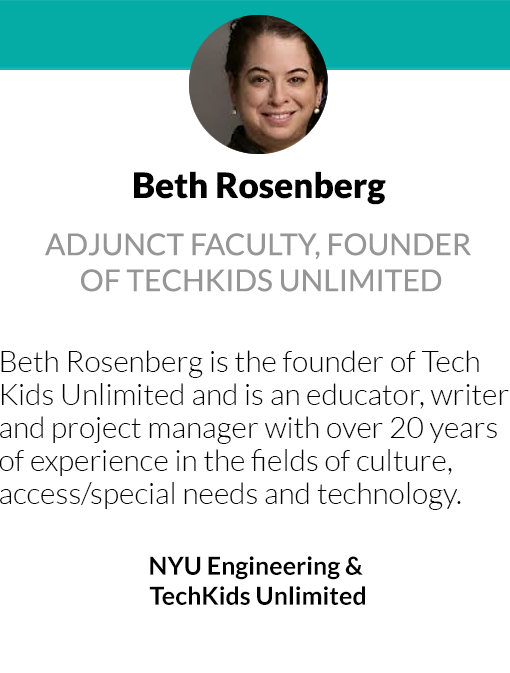 Beth Rosenberg
ADJUNCT FACULTY, FOUNDER
OF TECHKIDS UNLIMITED
Beth Rosenberg is the founder of Tech
Kids Unlimited and is an educator, writer
and project manager with over 20 years
of experience in the fields of culture,
access/special needs and technology.
NYU Engineering &
TechKids Unlimited